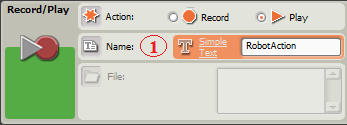 Record/Play
Action: Record Play
Name: 1 T Simple Text RobotAction
File: